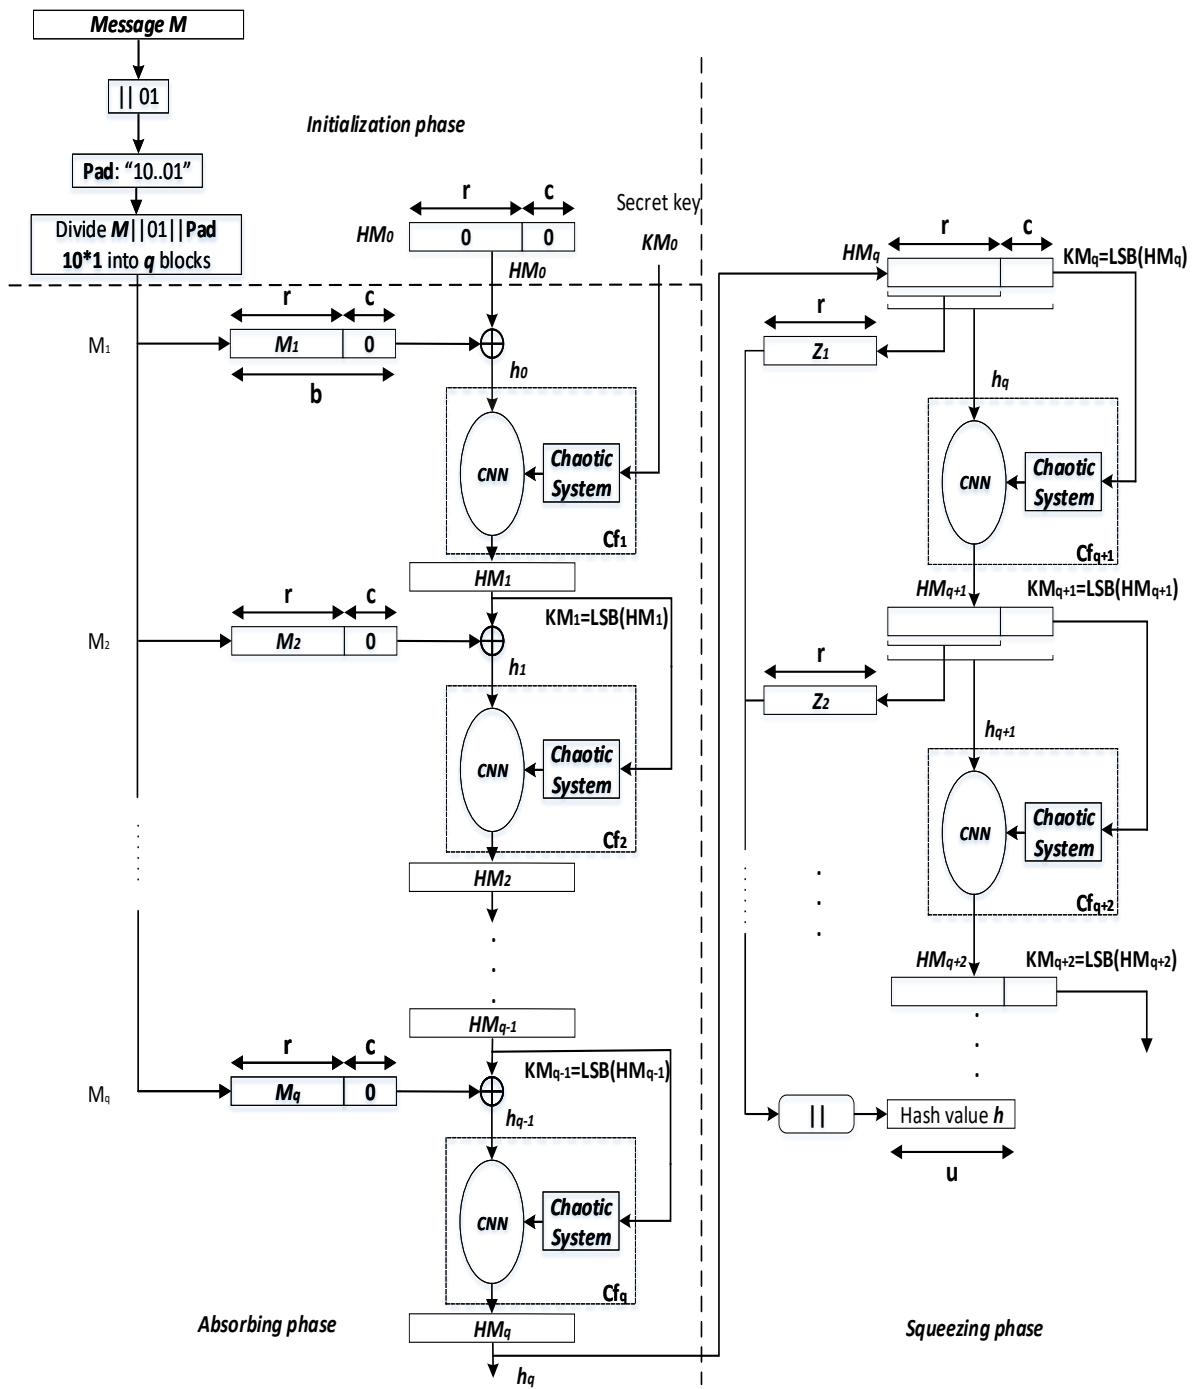 Message M
|| 01
Pad: “10..01”
Divide M||01||Pad
10*1 into q blocks
Initialization phase
r
c
HM0
0
0
HM0
Secret key
KM0
M1
r
c
M1
0
b
h0
CNN
Chaotic
System
Cf1
HM1
KM1=LSB(HM1)
M2
r
c
M2
0
h1
CNN
Chaotic
System
Cf2
HM2
HMq-1
KMq-1=LSB(HMq-1)
Mq
r
c
Mq
0
hq-1
CNN
Chaotic
System
Cfq
HMq
hq
Absorbing phase
HMq
r
c
KMq=LSB(HMq)
r
Z1
hq
CNN
Chaotic
System
Cfq+1
HMq+1
KMq+1=LSB(HMq+1)
r
Z2
hq+1
CNN
Chaotic
System
Cfq+2
HMq+2
KMq+2=LSB(HMq+2)
||
Hash value h
u
Squeezing phase